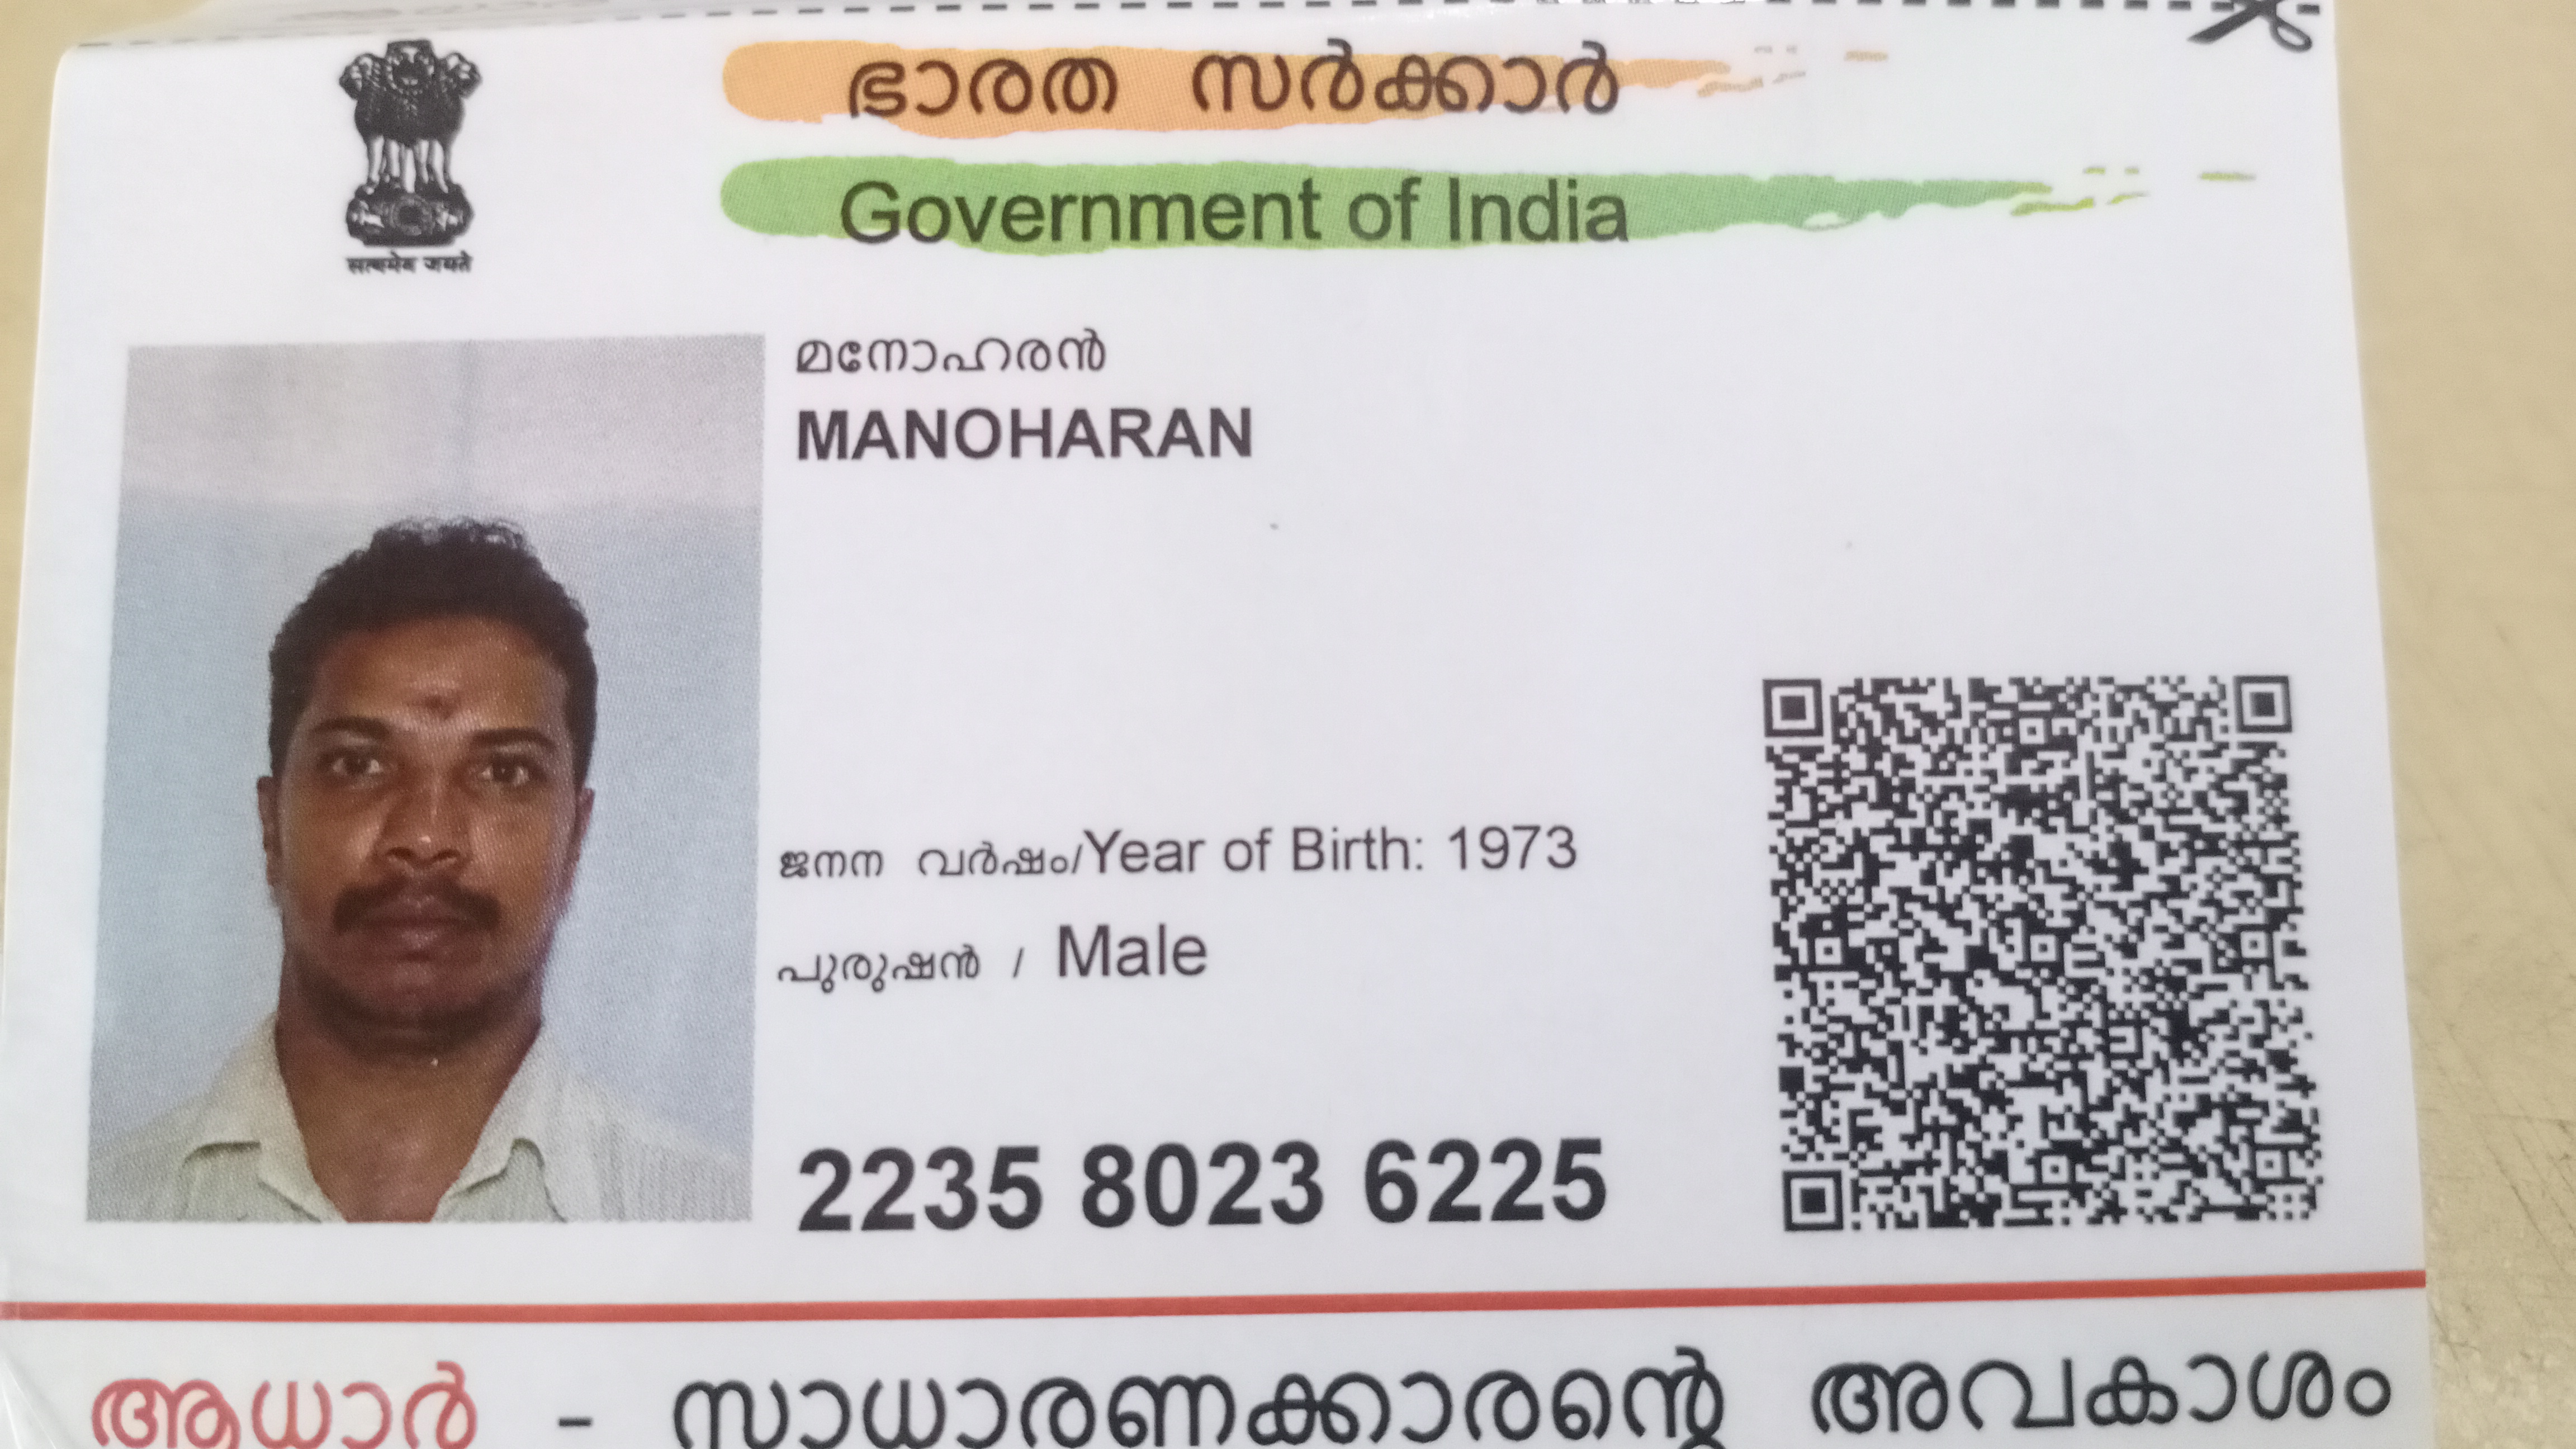 ഭാരത സർക്കാർ
Government of India
सत्यमेव जयते
മനോഹരൻ
MANOHARAN
ജനന വർഷം/Year of Birth: 1973
പുരുഷൻ / Male
2235 8023 6225
ആധാർ - സാധാരണക്കാരന്റെ അവകാശം